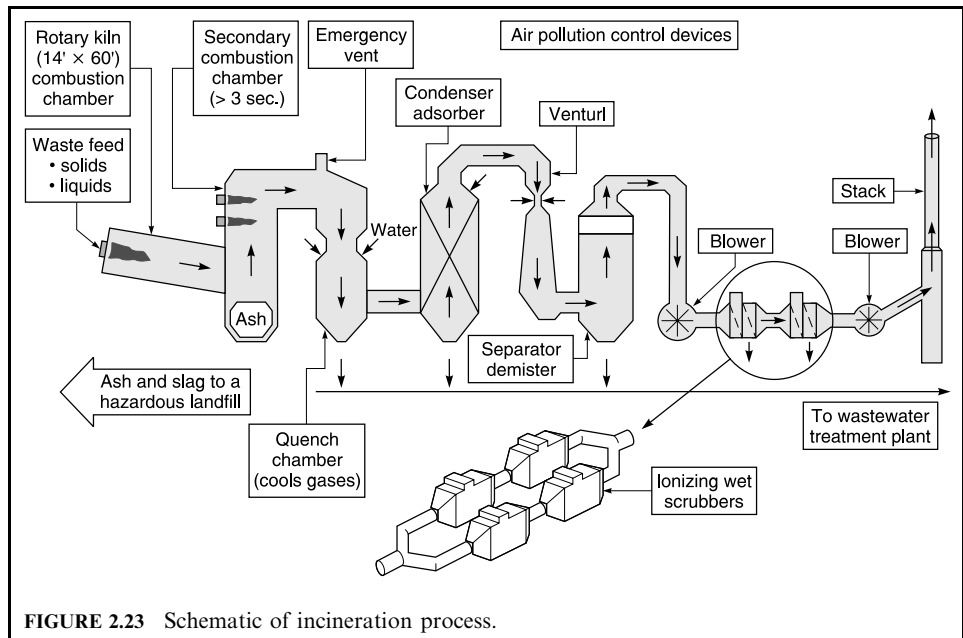 Rotary kiln
(14' × 60')
combustion
chamber
Secondary
combustion
chamber
(> 3 sec.)
Emergency
vent
Air pollution control devices
Condenser
adsorber
Venturl
Waste feed
• solids
• liquids
Stack
Water
Blower
Blower
Ash
Separator
demister
Ash and slag to a
hazardous landfill
To wastewater
treatment plant
Quench
chamber
(cools gases)
Ionizing wet
scrubbers
FIGURE 2.23 Schematic of incineration process.